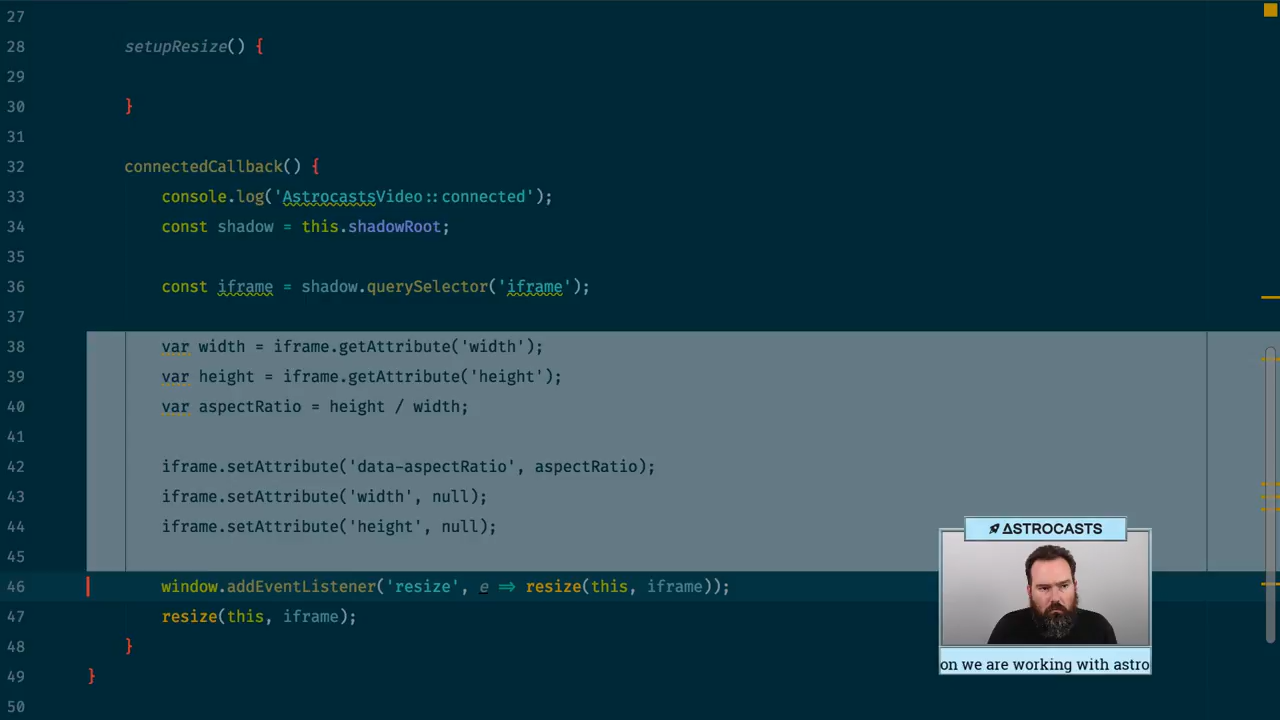 27
28 setupResize() {
29
30 }
31
32 connectedCallback() {
33 console.log('AstrocastsVideo::connected');
34 const shadow = this.shadowRoot;
35
36 const iframe = shadow.querySelector('iframe');
37
38 var width = iframe.getAttribute('width');
39 var height = iframe.getAttribute('height');
40 var aspectRatio = height / width;
41
42 iframe.setAttribute('data-aspectRatio', aspectRatio);
43 iframe.setAttribute('width', null);
44 iframe.setAttribute('height', null);
45
46 window.addEventListener('resize', e => resize(this, iframe));
47 resize(this, iframe);
48 }
49 }
50
ASTROCASTS
on we are working with astro